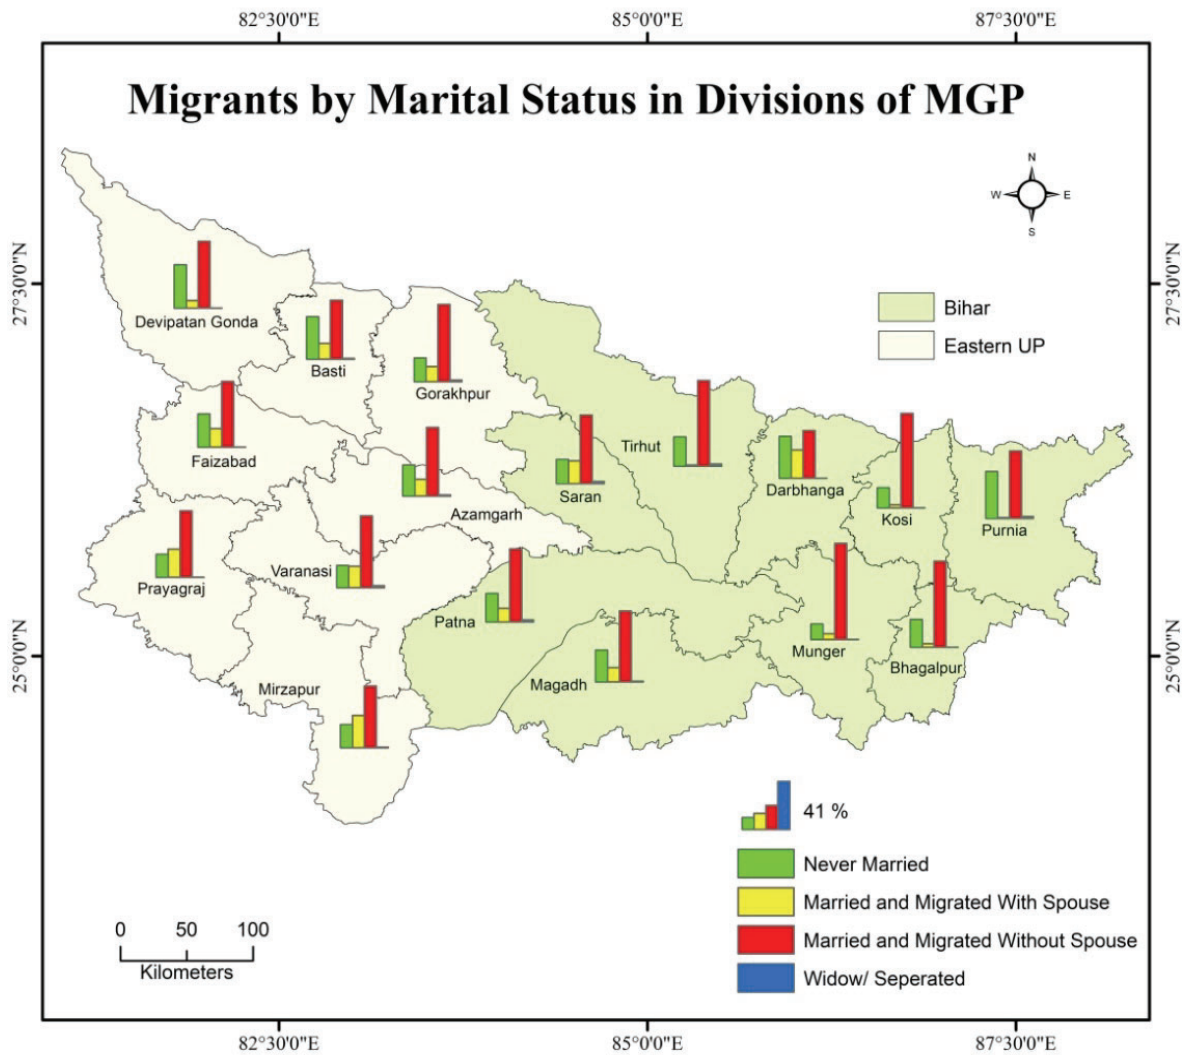 82°30'0"E 85°0'0"E 87°30'0"E
Migrants by Marital Status in Divisions of MGP
N
W E
S
27°30'0"N 27°30'0"N
Bihar
Eastern UP
Devipatan Gonda
Basti
Gorakhpur
Tirhut
Faizabad
Saran
Darbhanga
Azamgarh
Kosi
Purnia
Varanasi
Prayagraj
Patna
Munger
Bhagalpur
25°0'0"N 25°0'0"N
Magadh
Mirzapur
41 %
Never Married
Married and Migrated With Spouse
Married and Migrated Without Spouse
Widow/ Seperated
0 50 100
Kilometers
82°30'0"E 85°0'0"E 87°30'0"E